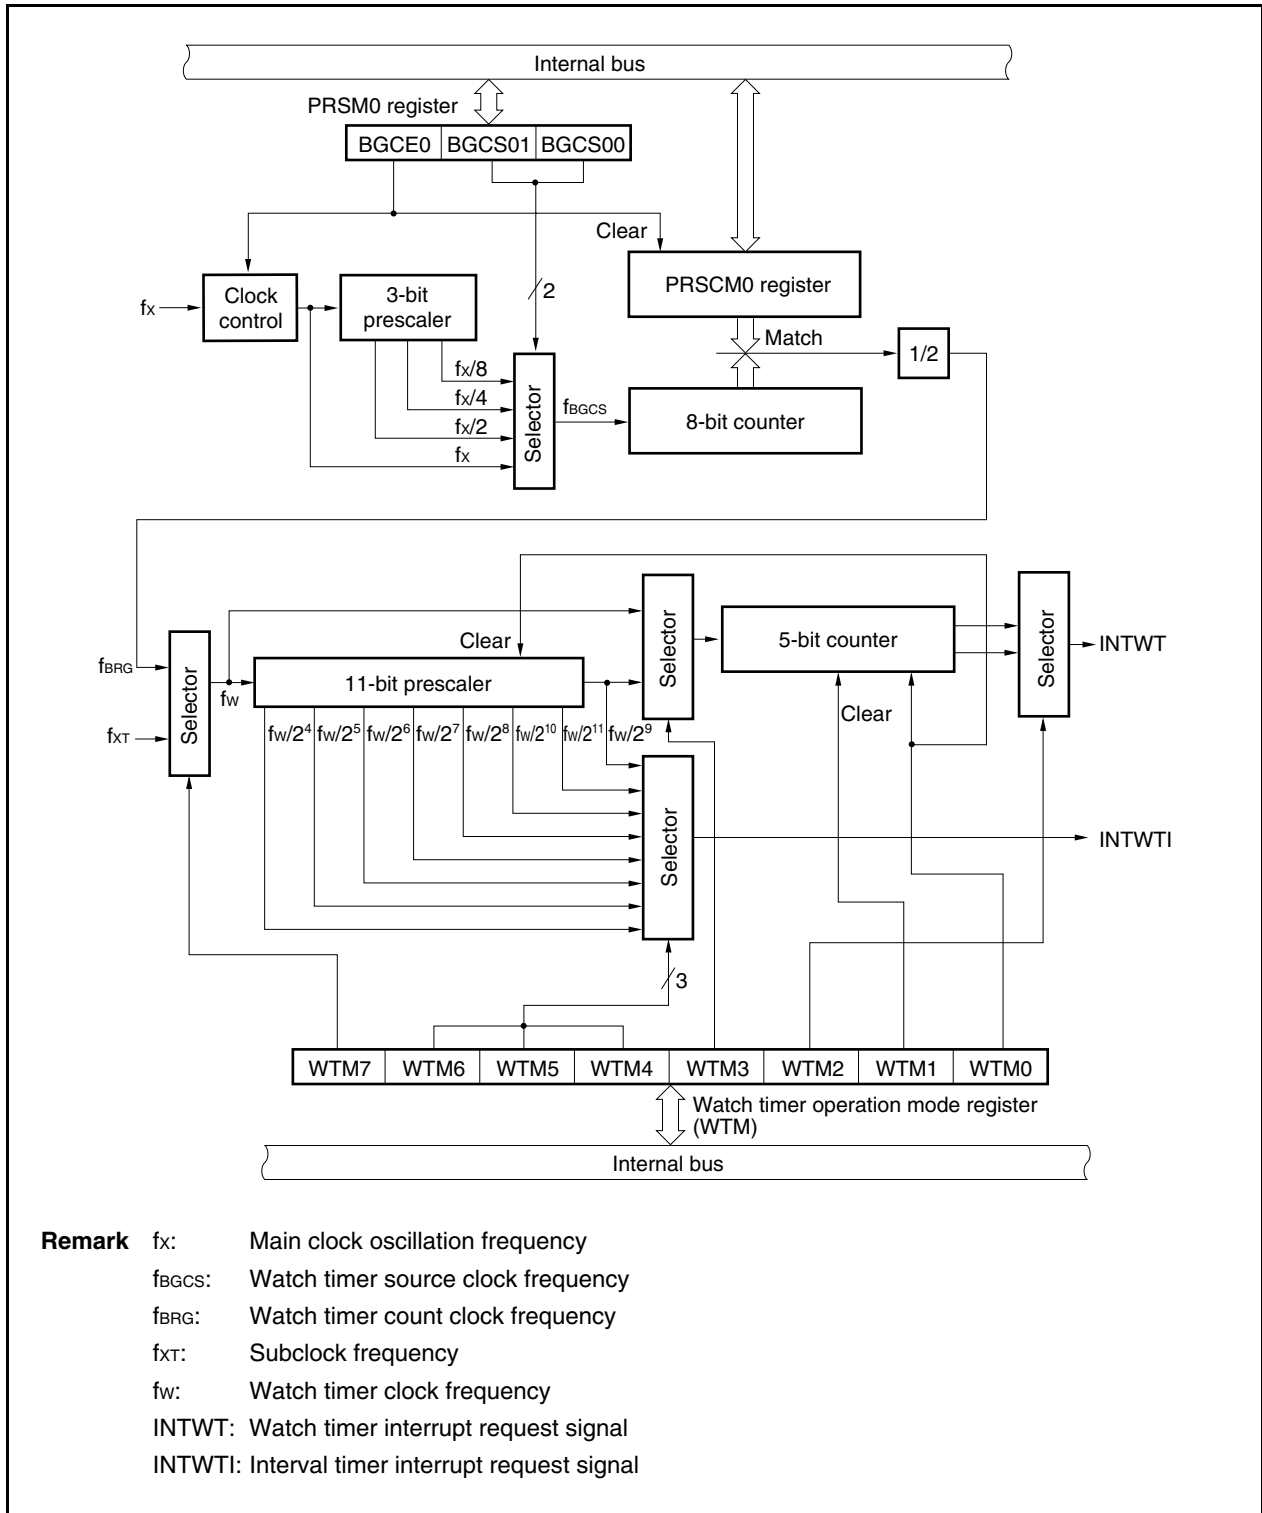 Internal bus
PRSM0 register
BGCE0 BGCS01 BGCS00
Clear
fX
Clock control
3-bit prescaler
2
PRSCM0 register
Match
1/2
fX/8
fX/4
fX/2
fX
Selector
fBGCS
8-bit counter
fBRG
fXT
Selector
fW
Clear
11-bit prescaler
fW/2⁴ fW/2⁵ fW/2⁶ fW/2⁷ fW/2⁸ fW/2¹⁰ fW/2¹¹ fW/2⁹
Selector
5-bit counter
Clear
Selector
INTWT
Selector
INTWTI
3
WTM7 WTM6 WTM5 WTM4 WTM3 WTM2 WTM1 WTM0
Watch timer operation mode register
(WTM)
Internal bus
Remark fX: Main clock oscillation frequency
fBGCS: Watch timer source clock frequency
fBRG: Watch timer count clock frequency
fXT: Subclock frequency
fW: Watch timer clock frequency
INTWT: Watch timer interrupt request signal
INTWTI: Interval timer interrupt request signal